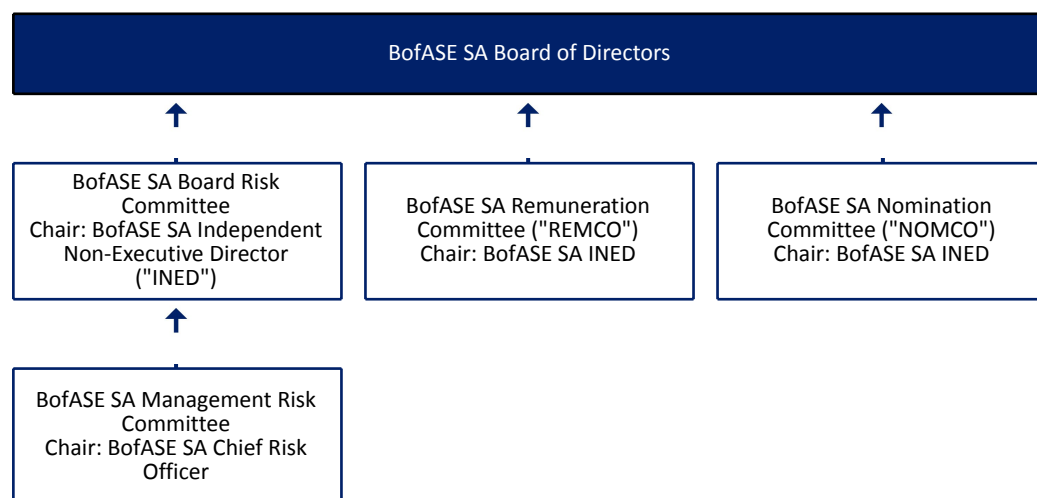 BofASE SA Board of Directors
BofASE SA Board Risk
Committee
Chair: BofASE SA Independent
Non-Executive Director
("INED")
BofASE SA Remuneration
Committee ("REMCO")
Chair: BofASE SA INED
BofASE SA Nomination
Committee ("NOMCO")
Chair: BofASE SA INED
BofASE SA Management Risk
Committee
Chair: BofASE SA Chief Risk
Officer